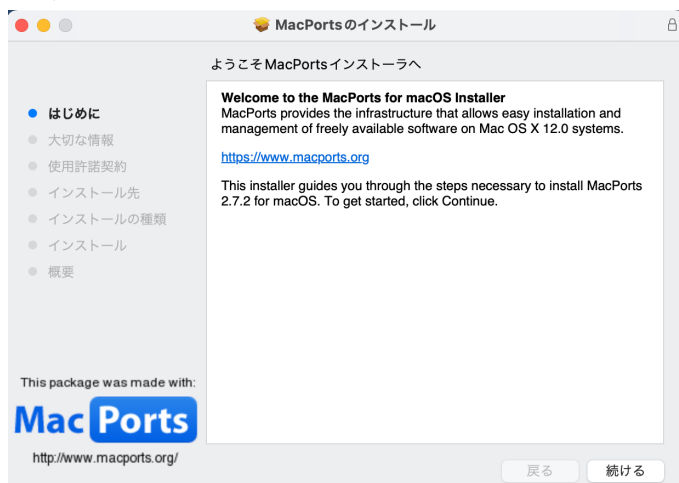 MacPortsのインストール
ようこそMacPortsインストーラへ
はじめに
大切な情報
使用許諾契約
インストール先
インストールの種類
インストール
概要
Welcome to the MacPorts for macOS Installer
MacPorts provides the infrastructure that allows easy installation and
management of freely available software on Mac OS X 12.0 systems.
https://www.macports.org
This installer guides you through the steps necessary to install MacPorts
2.7.2 for macOS. To get started, click Continue.
This package was made with:
Mac Ports
http://www.macports.org/
戻る
続ける